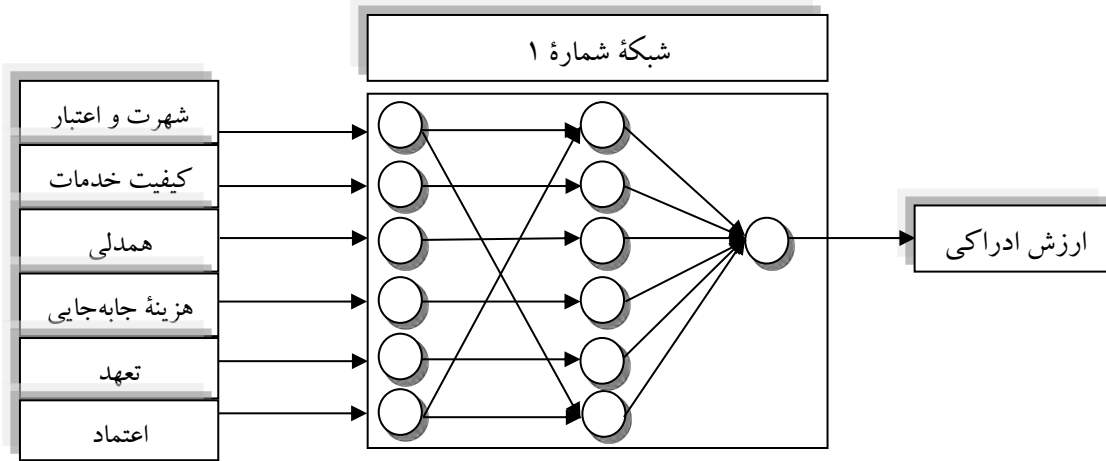 شبکهٔ شمارهٔ ۱
شهرت و اعتبار
کیفیت خدمات
همدلی
هزینهٔ جابه‌جایی
تعهد
اعتماد
ارزش ادراکی